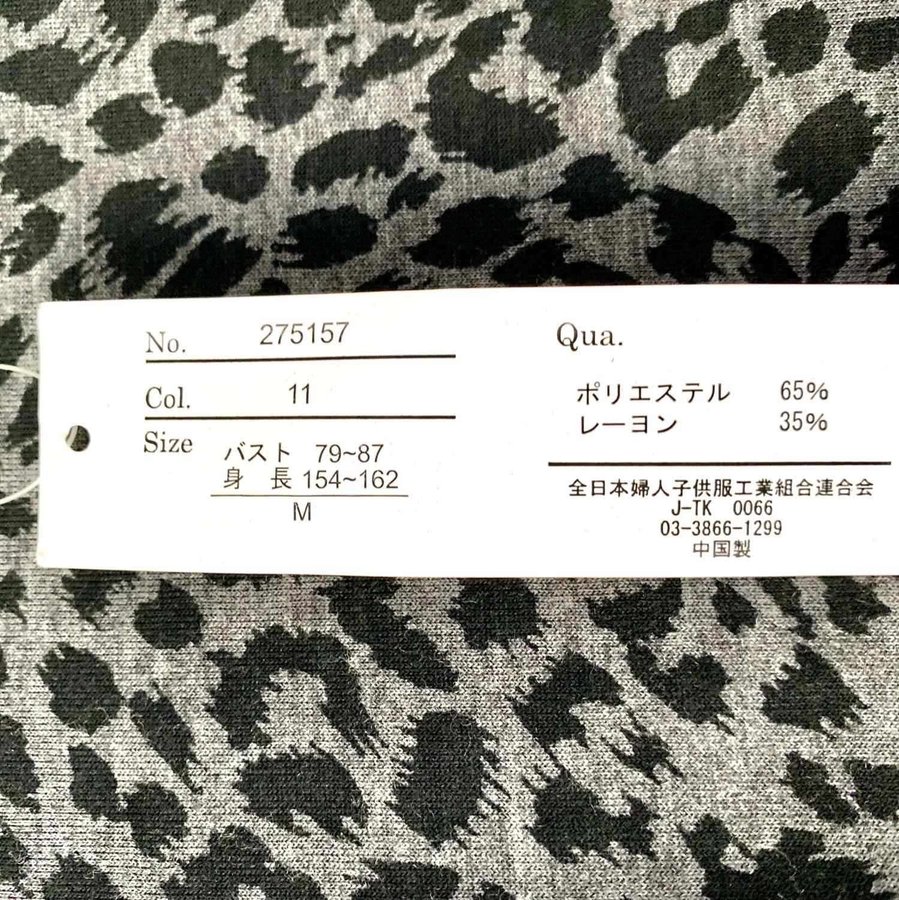 No. 275157
Col. 11
Size バスト 79~87
身 長 154~162
M
Qua.
ポリエステル 65%
レーヨン 35%
全日本婦人子供服工業組合連合会
J-TK 0066
03-3866-1299
中国製